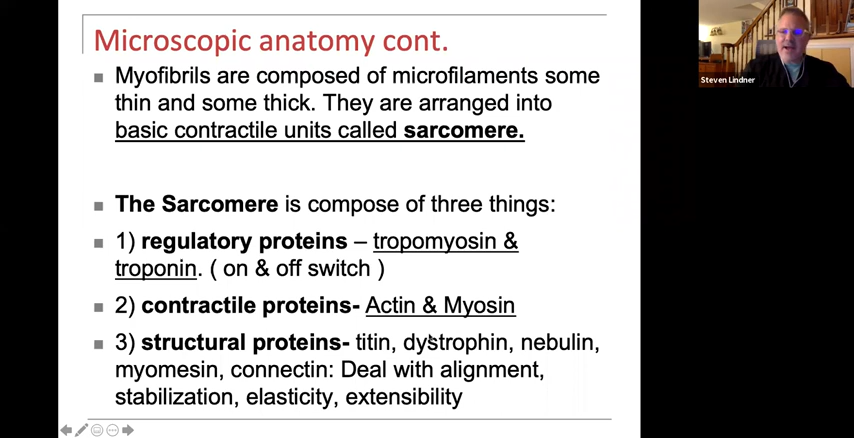 Microscopic anatomy cont.
Myofibrils are composed of microfilaments some
thin and some thick. They are arranged into
basic contractile units called sarcomere.
The Sarcomere is compose of three things:
1) regulatory proteins – tropomyosin &
troponin. ( on & off switch )
2) contractile proteins- Actin & Myosin
3) structural proteins- titin, dystrophin, nebulin,
myomesin, connectin: Deal with alignment,
stabilization, elasticity, extensibility
Steven Lindner